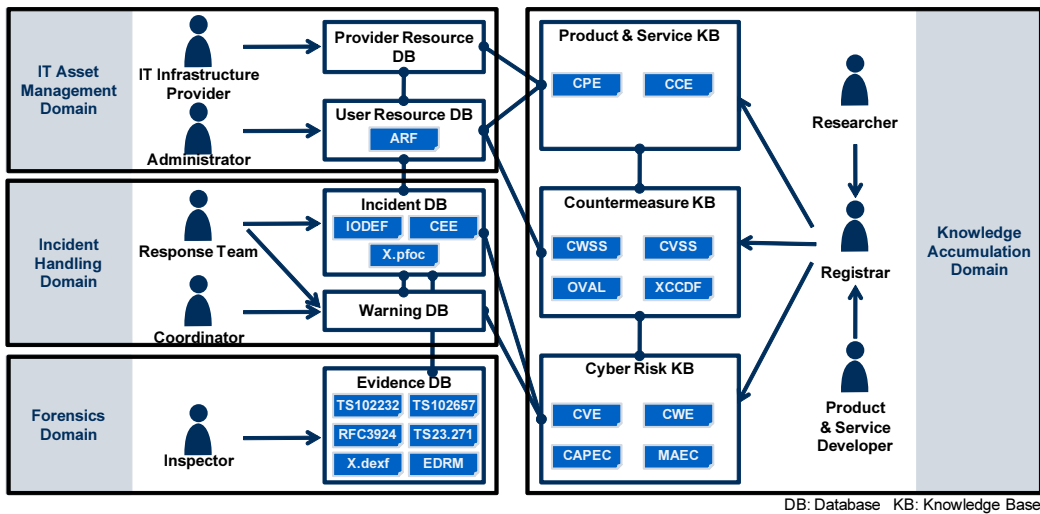 IT Asset
Management
Domain
IT Infrastructure
Provider
Administrator
Provider Resource
DB
User Resource DB
ARF
Incident
Handling
Domain
Response Team
Coordinator
Incident DB
IODEF
CEE
X.pfoc
Warning DB
Forensics
Domain
Inspector
Evidence DB
TS102232
TS102657
RFC3924
TS23.271
X.dexf
EDRM
Product & Service KB
CPE
CCE
Countermeasure KB
CWSS
CVSS
OVAL
XCCDF
Cyber Risk KB
CVE
CWE
CAPEC
MAEC
Researcher
Registrar
Product
& Service
Developer
Knowledge
Accumulation
Domain
DB: Database KB: Knowledge Base